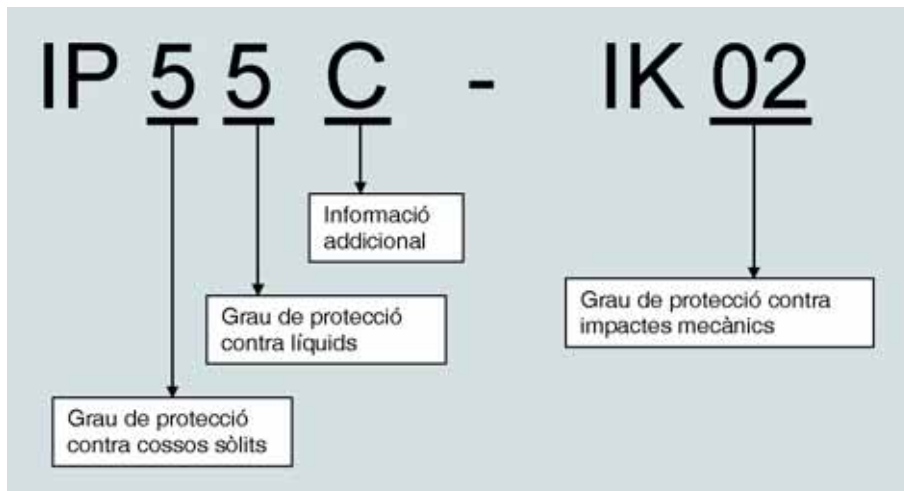 IP 5 5 C - IK 02
Informació
addicional
Grau de protecció
contra líquids
Grau de protecció contra
impactes mecànics
Grau de protecció
contra cossos sòlits